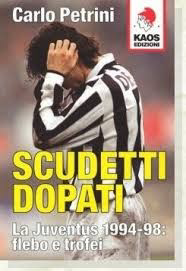 Carlo Petrini
KAOS
EDIZIONI
SCUDETTI
DOPATI
La Juventus 1994-98:
flebo e trofei